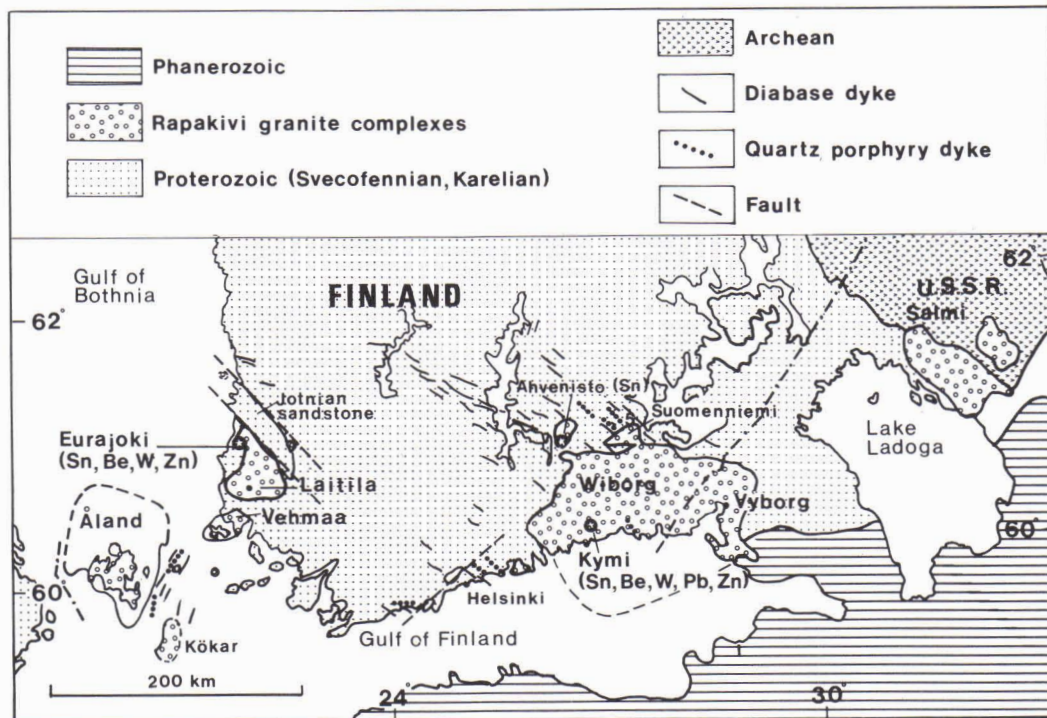 Phanerozoic
Rapakivi granite complexes
Proterozoic (Svecofennian, Karelian)
Archean
Diabase dyke
Quartz porphyry dyke
Fault
Gulf of
Bothnia
FINLAND
62°
U.S.S.R.
Salmi
62°
Ahvenisto (Sn)
Jotnian
sandstone
Suomenniemi
Eurajoki
(Sn, Be, W, Zn)
Lake
Ladoga
Laitila
Wiborg
Vyborg
Vehmaa
Åland
60°
Kymi
(Sn, Be, W, Pb, Zn)
60°
Helsinki
Gulf of Finland
Kökar
200 km
24°
30°